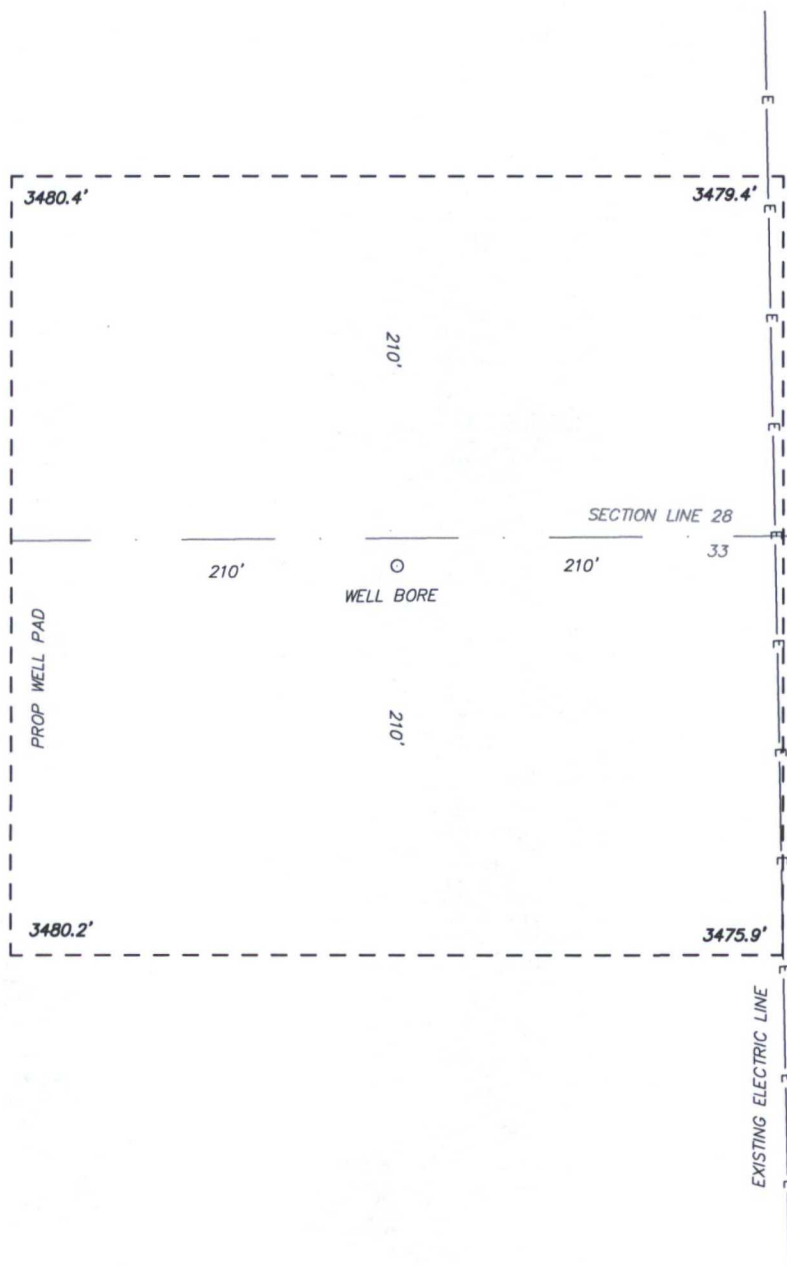 E
3480.4'
3479.4'
E
210'
E
E
SECTION LINE 28
E
33
210'
210'
WELL BORE
E
PROP WELL PAD
210'
E
E
3480.2'
3475.9'
E
EXISTING ELECTRIC LINE
E
E